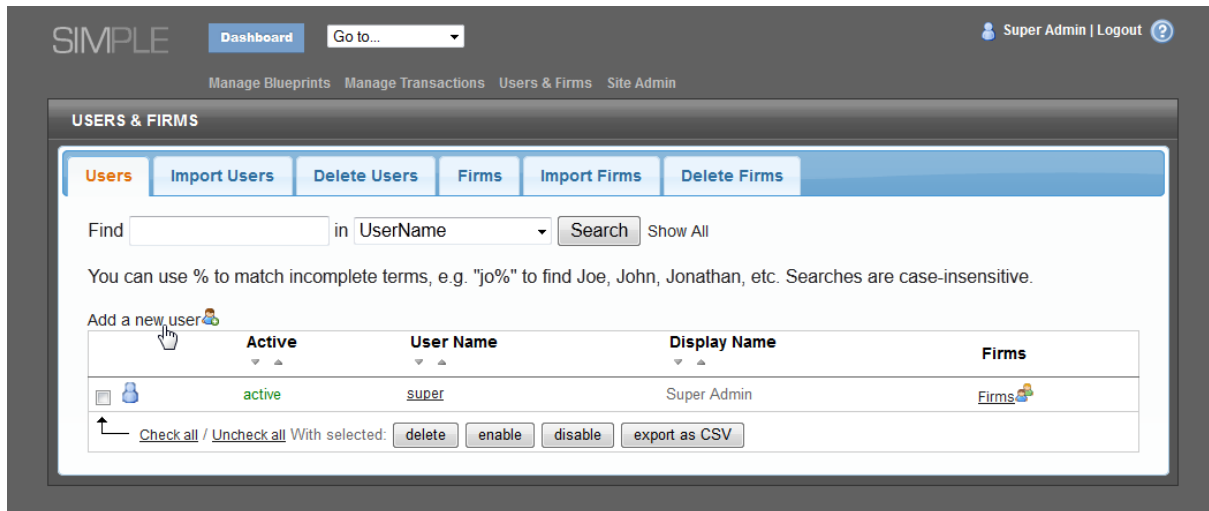 SIMPLE Dashboard Go to... Super Admin | Logout ?
Manage Blueprints Manage Transactions Users & Firms Site Admin
USERS & FIRMS
Users Import Users Delete Users Firms Import Firms Delete Firms
Find in UserName Search Show All
You can use % to match incomplete terms, e.g. "jo%" to find Joe, John, Jonathan, etc. Searches are case-insensitive.
Add a new user
Active User Name Display Name Firms
active super Super Admin Firms
Check all / Uncheck all With selected: delete enable disable export as CSV